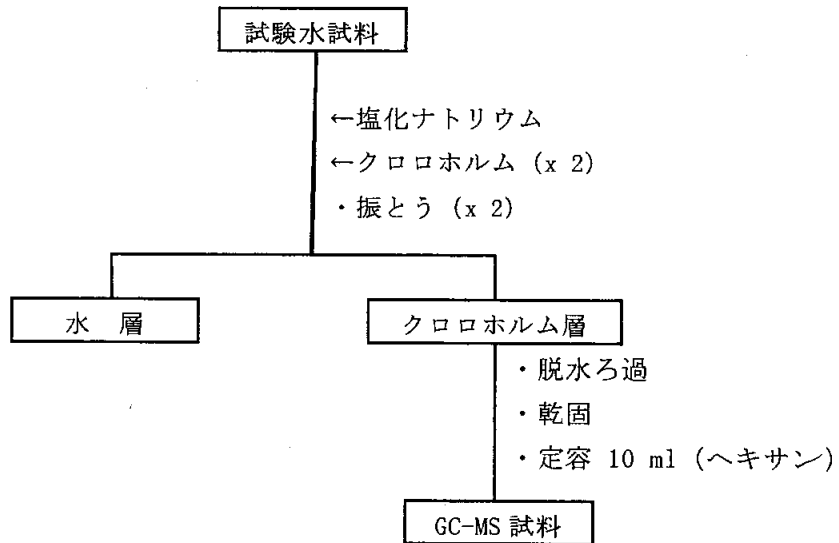 試験水試料
←塩化ナトリウム
←クロロホルム (x 2)
・振とう (x 2)
水 層
クロロホルム層
・脱水ろ過
・乾固
・定容 10 ml (ヘキサン)
GC-MS 試料